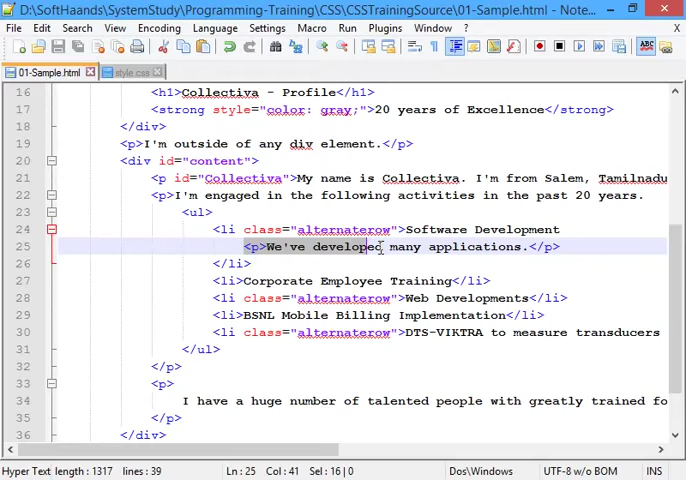 D:\SoftHaands\SystemStudy\Programming-Training\CSS\CSSTrainingSource\01-Sample.html - Note...
File Edit Search View Encoding Language Settings Macro Run Plugins Window ? X
01-Sample.html style.css
16 <h1>Collectiva - Profile</h1>
17 <strong style="color: gray;">20 years of Excellence</strong>
18 </div>
19 <p>I'm outside of any div element.</p>
20 <div id="content">
21 <p id="Collectiva">My name is Collectiva. I'm from Salem, Tamilnadu
22 <p>I'm engaged in the following activities in the past 20 years.
23 <ul>
24 <li class="alternaterow">Software Development
25 <p>We've developed many applications.</p>
26 </li>
27 <li>Corporate Employee Training</li>
28 <li class="alternaterow">Web Developments</li>
29 <li>BSNL Mobile Billing Implementation</li>
30 <li class="alternaterow">DTS-VIKTRA to measure transducers
31 </ul>
32 </p>
33 <p>
34 I have a huge number of talented people with greatly trained fo
35 </p>
36 </div>
Hyper Text length : 1317 lines : 39 Ln : 25 Col : 41 Sel : 16 | 0 Dos\Windows UTF-8 w/o BOM INS